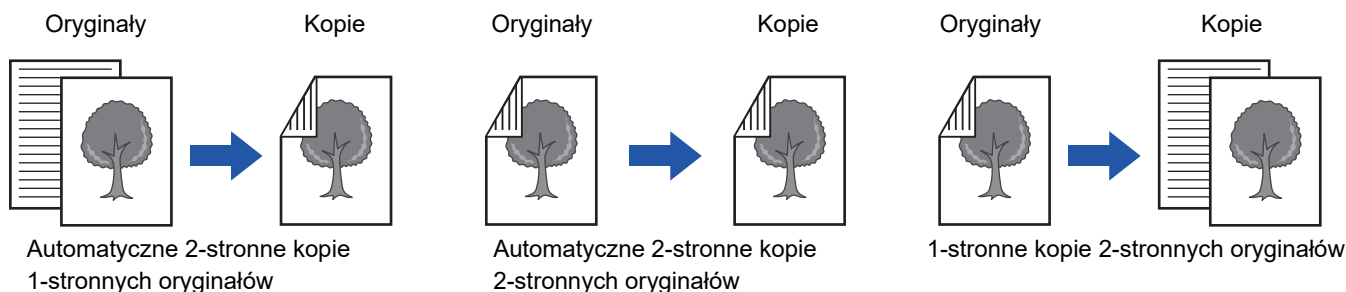 Oryginały Kopie
Automatyczne 2-stronne kopie
1-stronnych oryginałów
Oryginały Kopie
Automatyczne 2-stronne kopie
2-stronnych oryginałów
Oryginały Kopie
1-stronne kopie 2-stronnych oryginałów